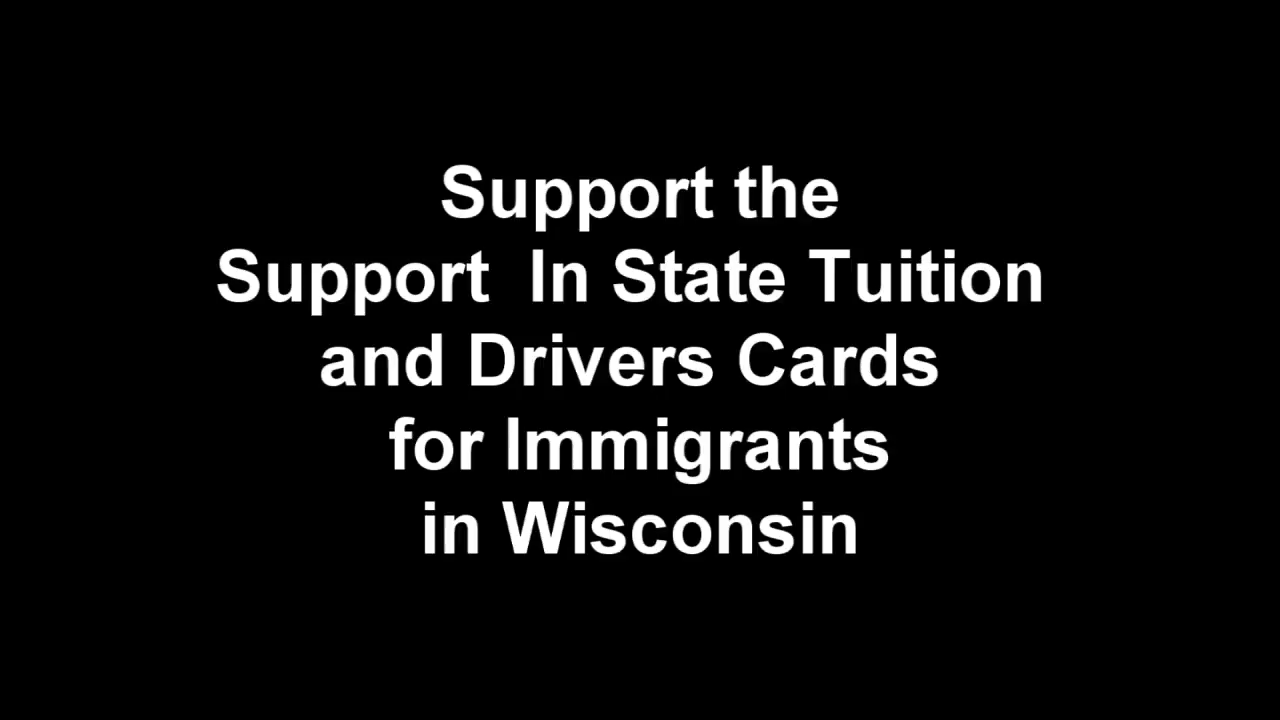 Support the
Support  In State Tuition
and Drivers Cards
for Immigrants
in Wisconsin